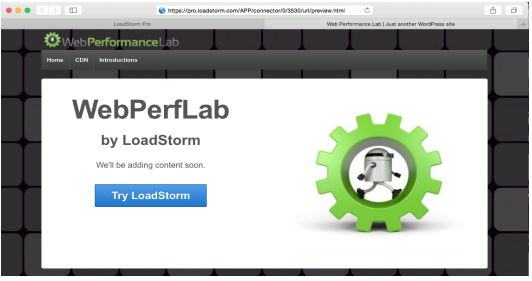 https://pro.loadstorm.com/APP/connector/0/3530/url/preview.html
LoadStorm Pro
Web Performance Lab | Just another WordPress site
WebPerformanceLab
Home CDN Introductions
WebPerfLab
by LoadStorm
We'll be adding content soon.
Try LoadStorm